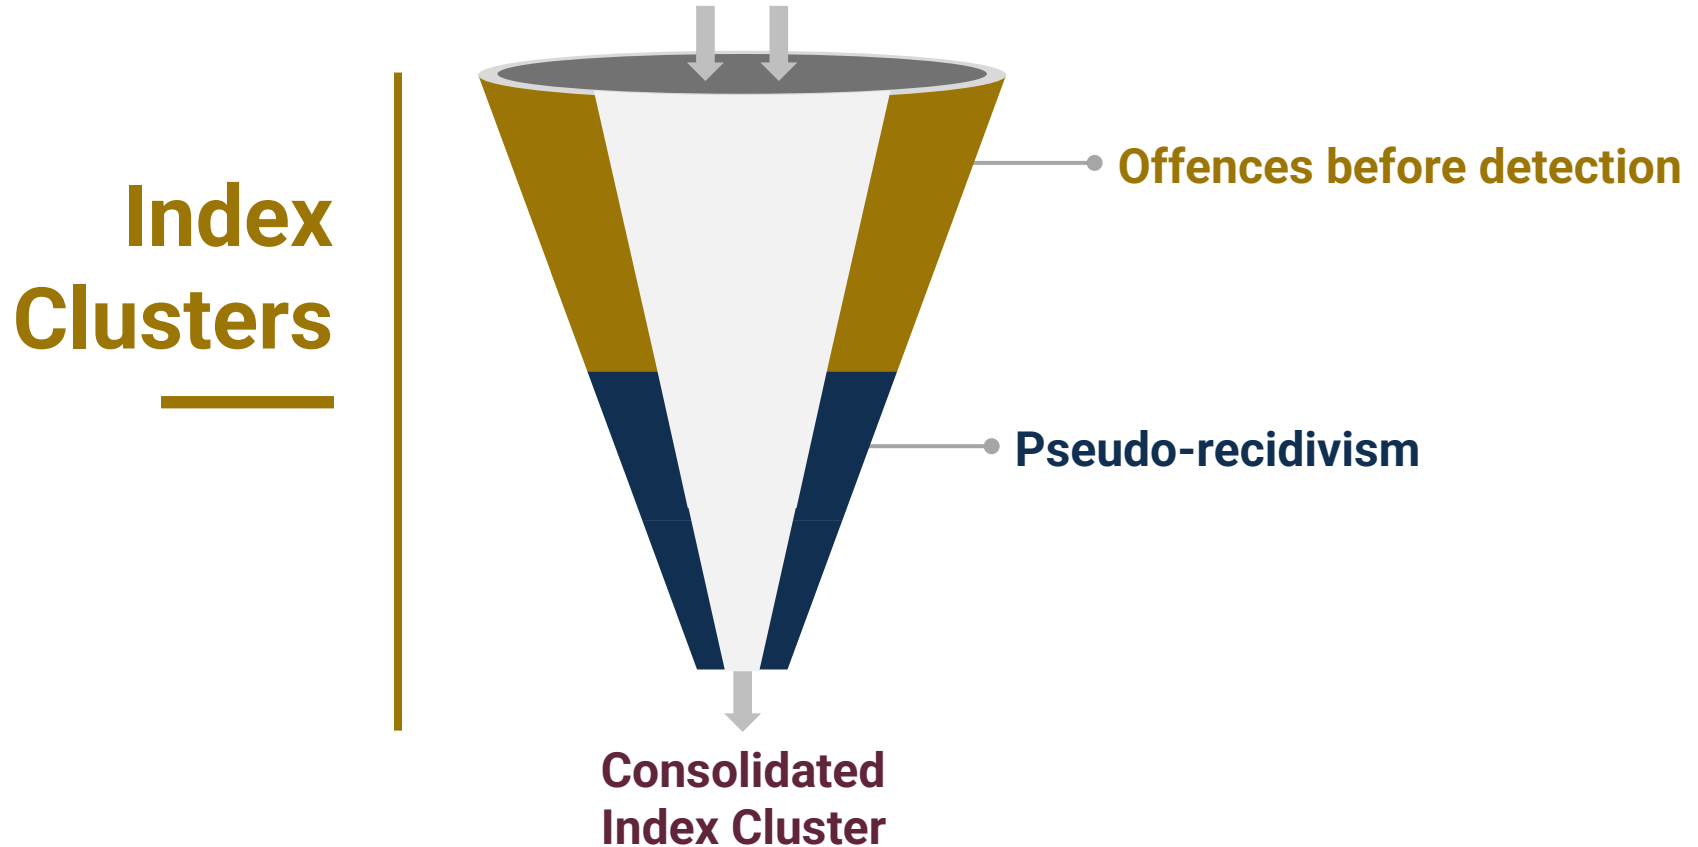 Index
Clusters
Offences before detection
Pseudo-recidivism
Consolidated
Index Cluster